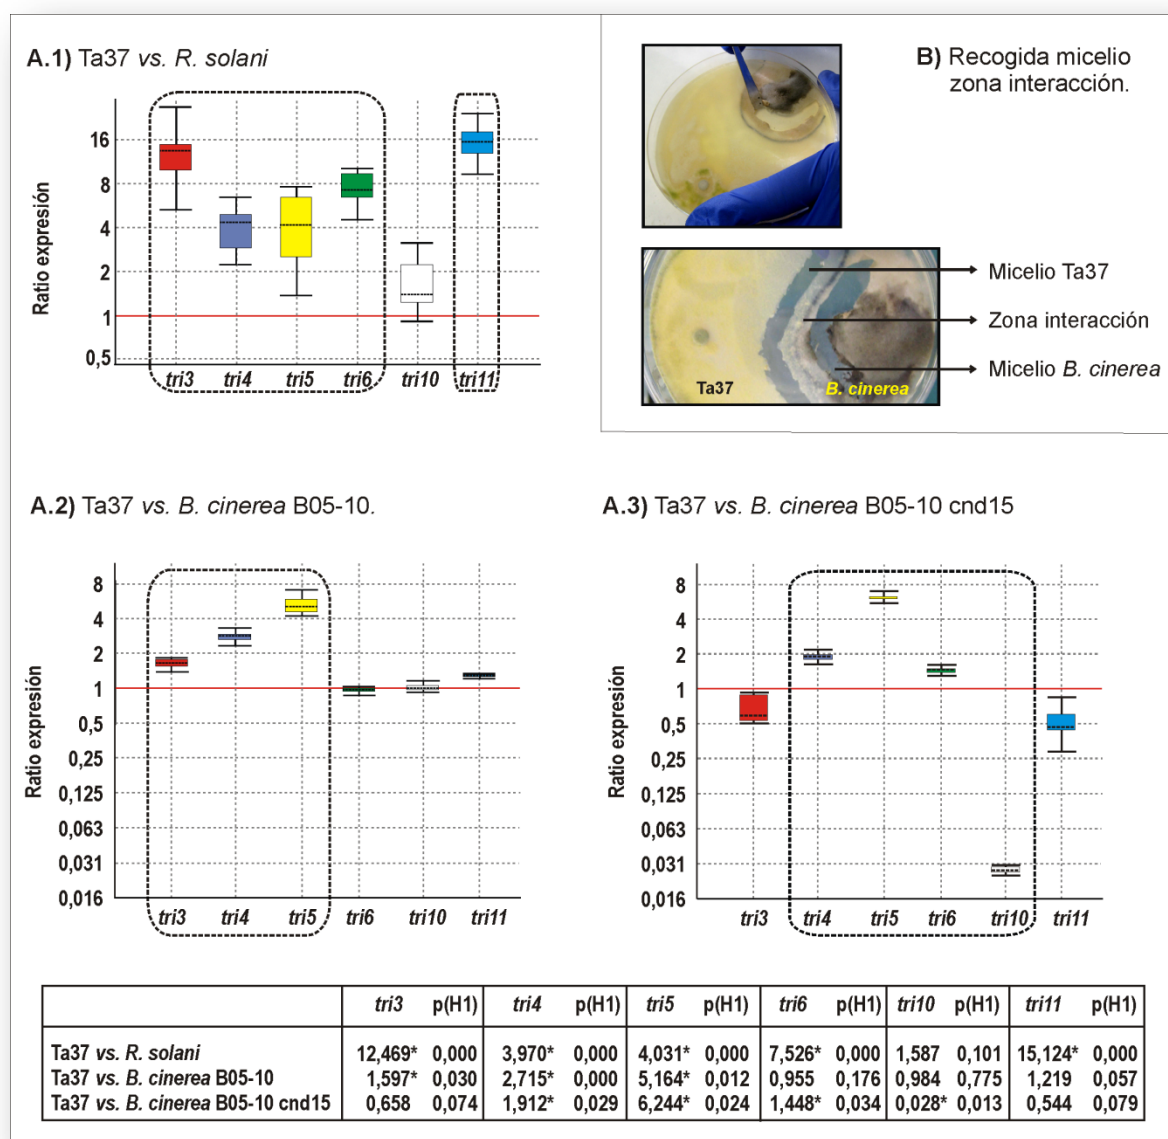 A.1) Ta37 vs. R. solani
Ratio expresión
16
8
4
2
1
0,5
tri3 tri4 tri5 tri6 tri10 tri11
B) Recogida micelio
zona interacción.
Micelio Ta37
Zona interacción
Micelio B. cinerea
Ta37
B. cinerea
A.2) Ta37 vs. B. cinerea B05-10.
Ratio expresión
8
4
2
1
0,5
0,25
0,125
0,063
0,031
0,016
tri3 tri4 tri5 tri6 tri10 tri11
A.3) Ta37 vs. B. cinerea B05-10 cnd15
Ratio expresión
8
4
2
1
0,5
0,25
0,125
0,063
0,031
0,016
tri3 tri4 tri5 tri6 tri10 tri11
tri3 p(H1) tri4 p(H1) tri5 p(H1) tri6 p(H1) tri10 p(H1) tri11 p(H1)
Ta37 vs. R. solani 12,469* 0,000 3,970* 0,000 4,031* 0,000 7,526* 0,000 1,587 0,101 15,124* 0,000
Ta37 vs. B. cinerea B05-10 1,597* 0,030 2,715* 0,000 5,164* 0,012 0,955 0,176 0,984 0,775 1,219 0,057
Ta37 vs. B. cinerea B05-10 cnd15 0,658 0,074 1,912* 0,029 6,244* 0,024 1,448* 0,034 0,028* 0,013 0,544 0,079